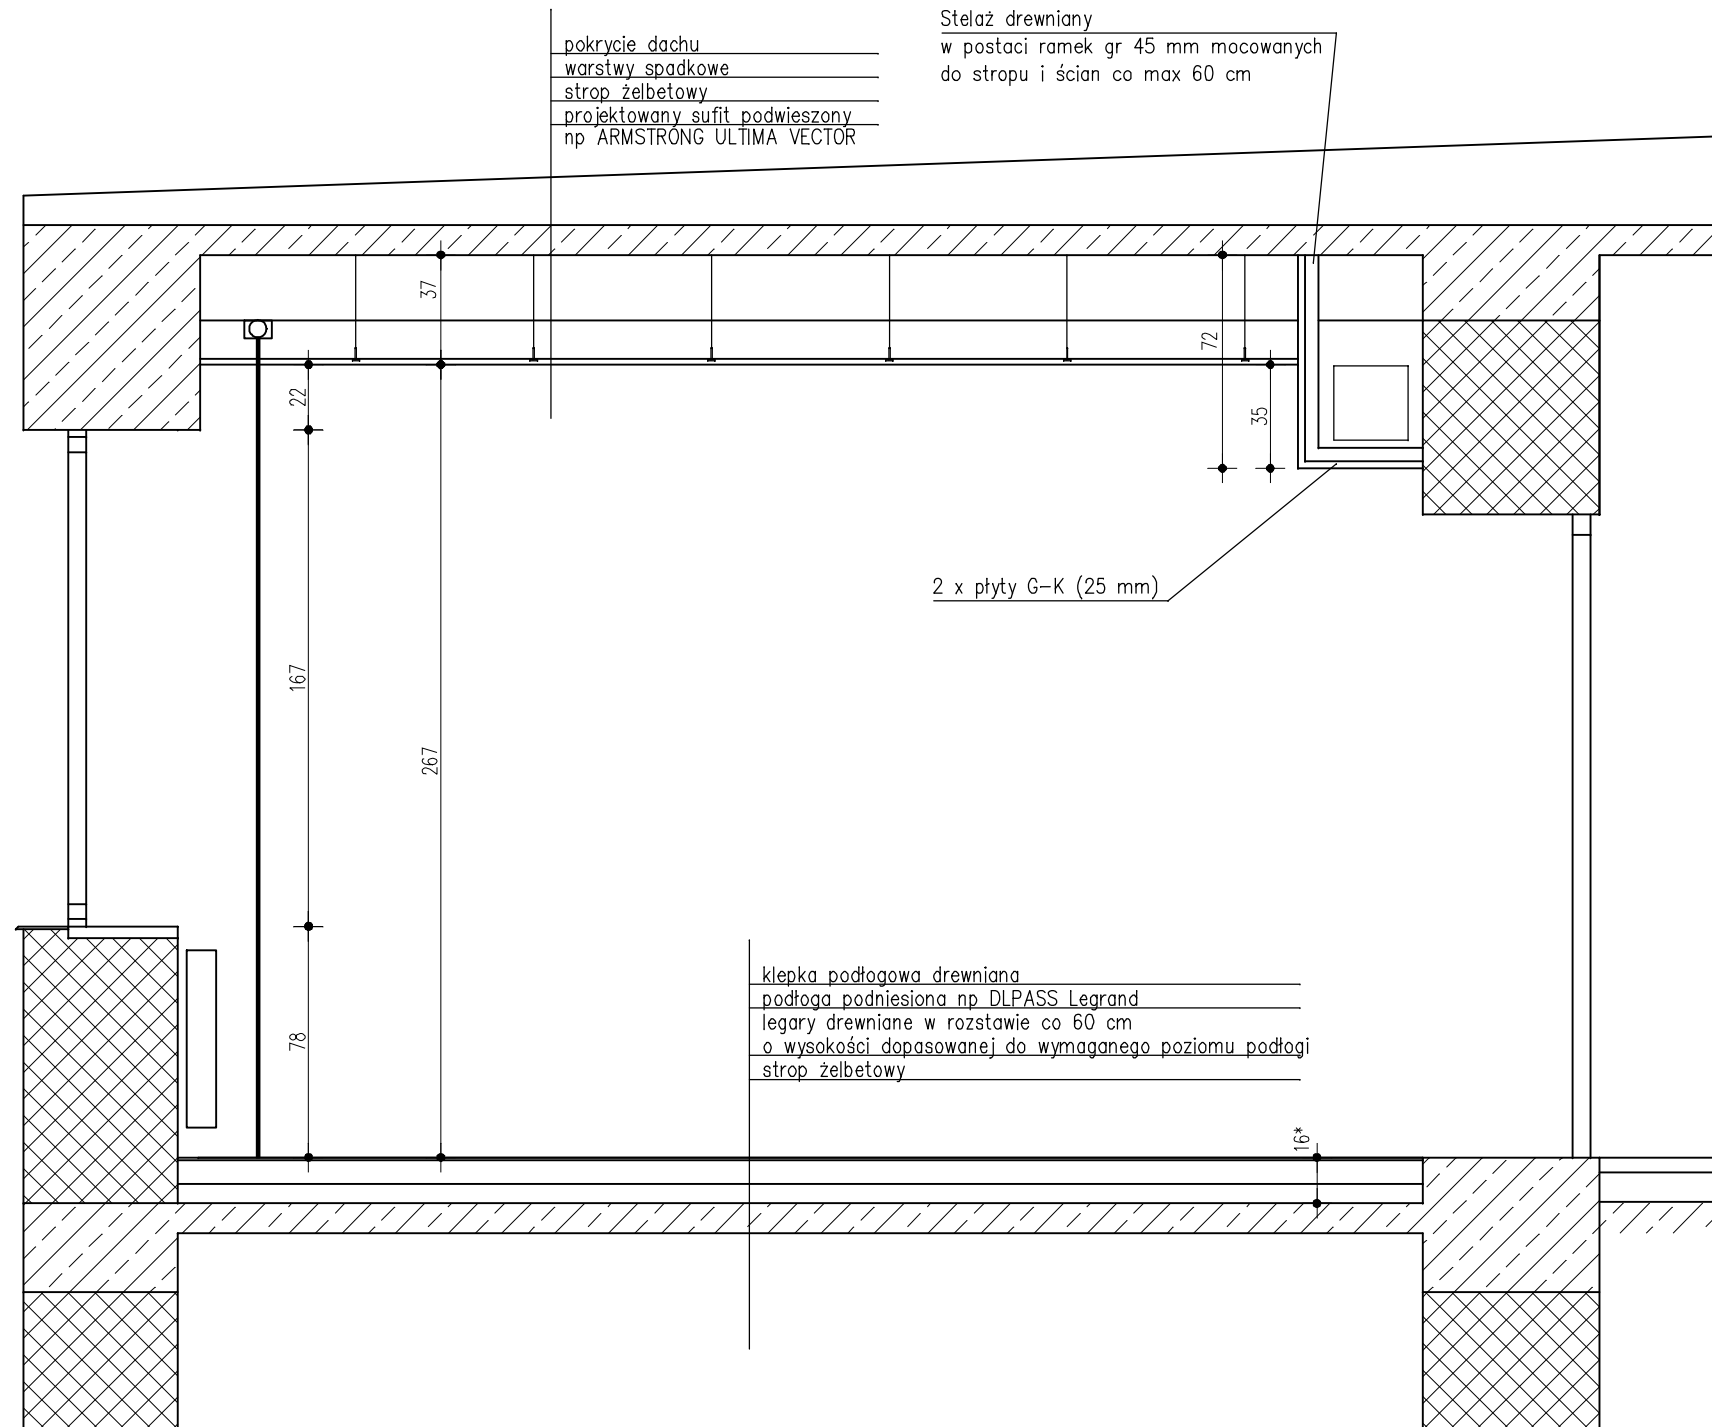 Stelaż drewniany
w postaci ramek gr 45 mm mocowanych
do stropu i ścian co max 60 cm
pokrycie dachu
warstwy spadkowe
strop żelbetowy
projektowany sufit podwieszony
np ARMSTRONG ULTIMA VECTOR
37
72
22
35
2 x płyty G-K (25 mm)
167
267
klepka podłogowa drewniana
podłoga podniesiona np DLPASS Legrand
legary drewniane w rozstawie co 60 cm
o wysokości dopasowanej do wymaganego poziomu podłogi
strop żelbetowy
78
16*